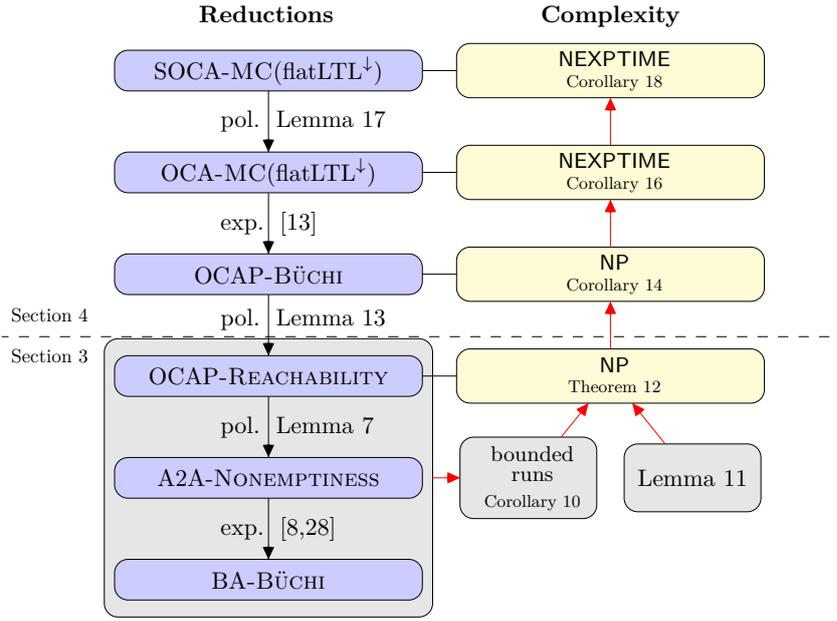 Reductions
Complexity
SOCA-MC(flatLTL↓)
NEXPTIME
Corollary 18
pol. Lemma 17
OCA-MC(flatLTL↓)
NEXPTIME
Corollary 16
exp. [13]
OCAP-BÜCHI
NP
Corollary 14
Section 4
pol. Lemma 13
Section 3
OCAP-REACHABILITY
NP
Theorem 12
pol. Lemma 7
A2A-NONEMPTINESS
bounded
runs
Corollary 10
Lemma 11
exp. [8,28]
BA-BÜCHI